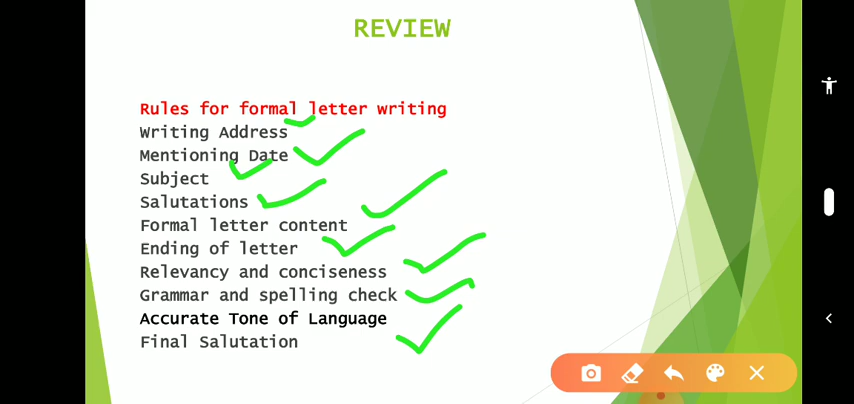 REVIEW
Rules for formal letter writing
Writing Address
Mentioning Date
Subject
Salutations
Formal letter content
Ending of letter
Relevancy and conciseness
Grammar and spelling check
Accurate Tone of Language
Final Salutation